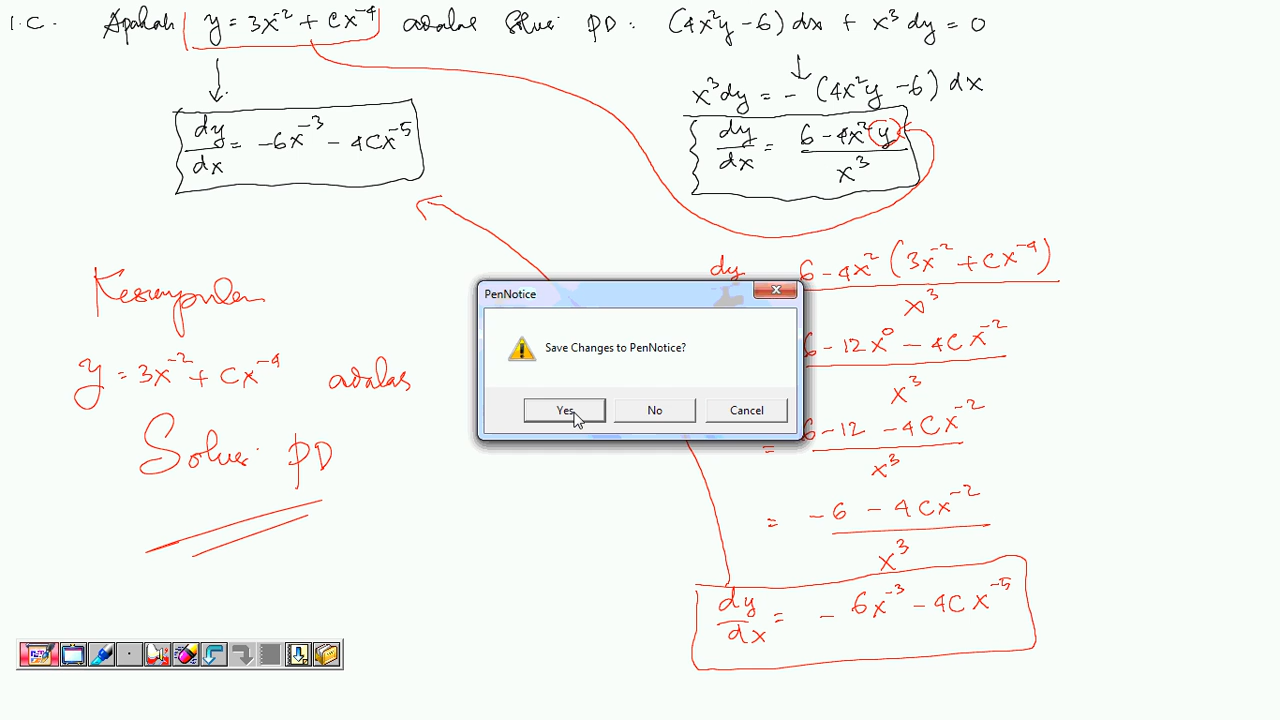 1.C. Apakah y = 3x⁻² + Cx⁻⁴ adalah Solusi PD : (4x²y - 6) dx + x³ dy = 0
↓
x³dy = - (4x²y - 6) dx
dy/dx = -6x⁻³ - 4Cx⁻⁵
dy/dx = (6 - 4x²y)/x³
dy 6 - 4x² (3x⁻² + Cx⁻⁴)/x³
6 - 12x⁰ - 4Cx⁻²/x³
= 6 - 12 - 4Cx⁻²/x³
= -6 - 4Cx⁻²/x³
dy/dx = - 6x⁻³ - 4Cx⁻⁵
Kesimpulan
y = 3x⁻² + Cx⁻⁴ adalah
Solusi PD
PenNotice
Save Changes to PenNotice?
Yes No Cancel